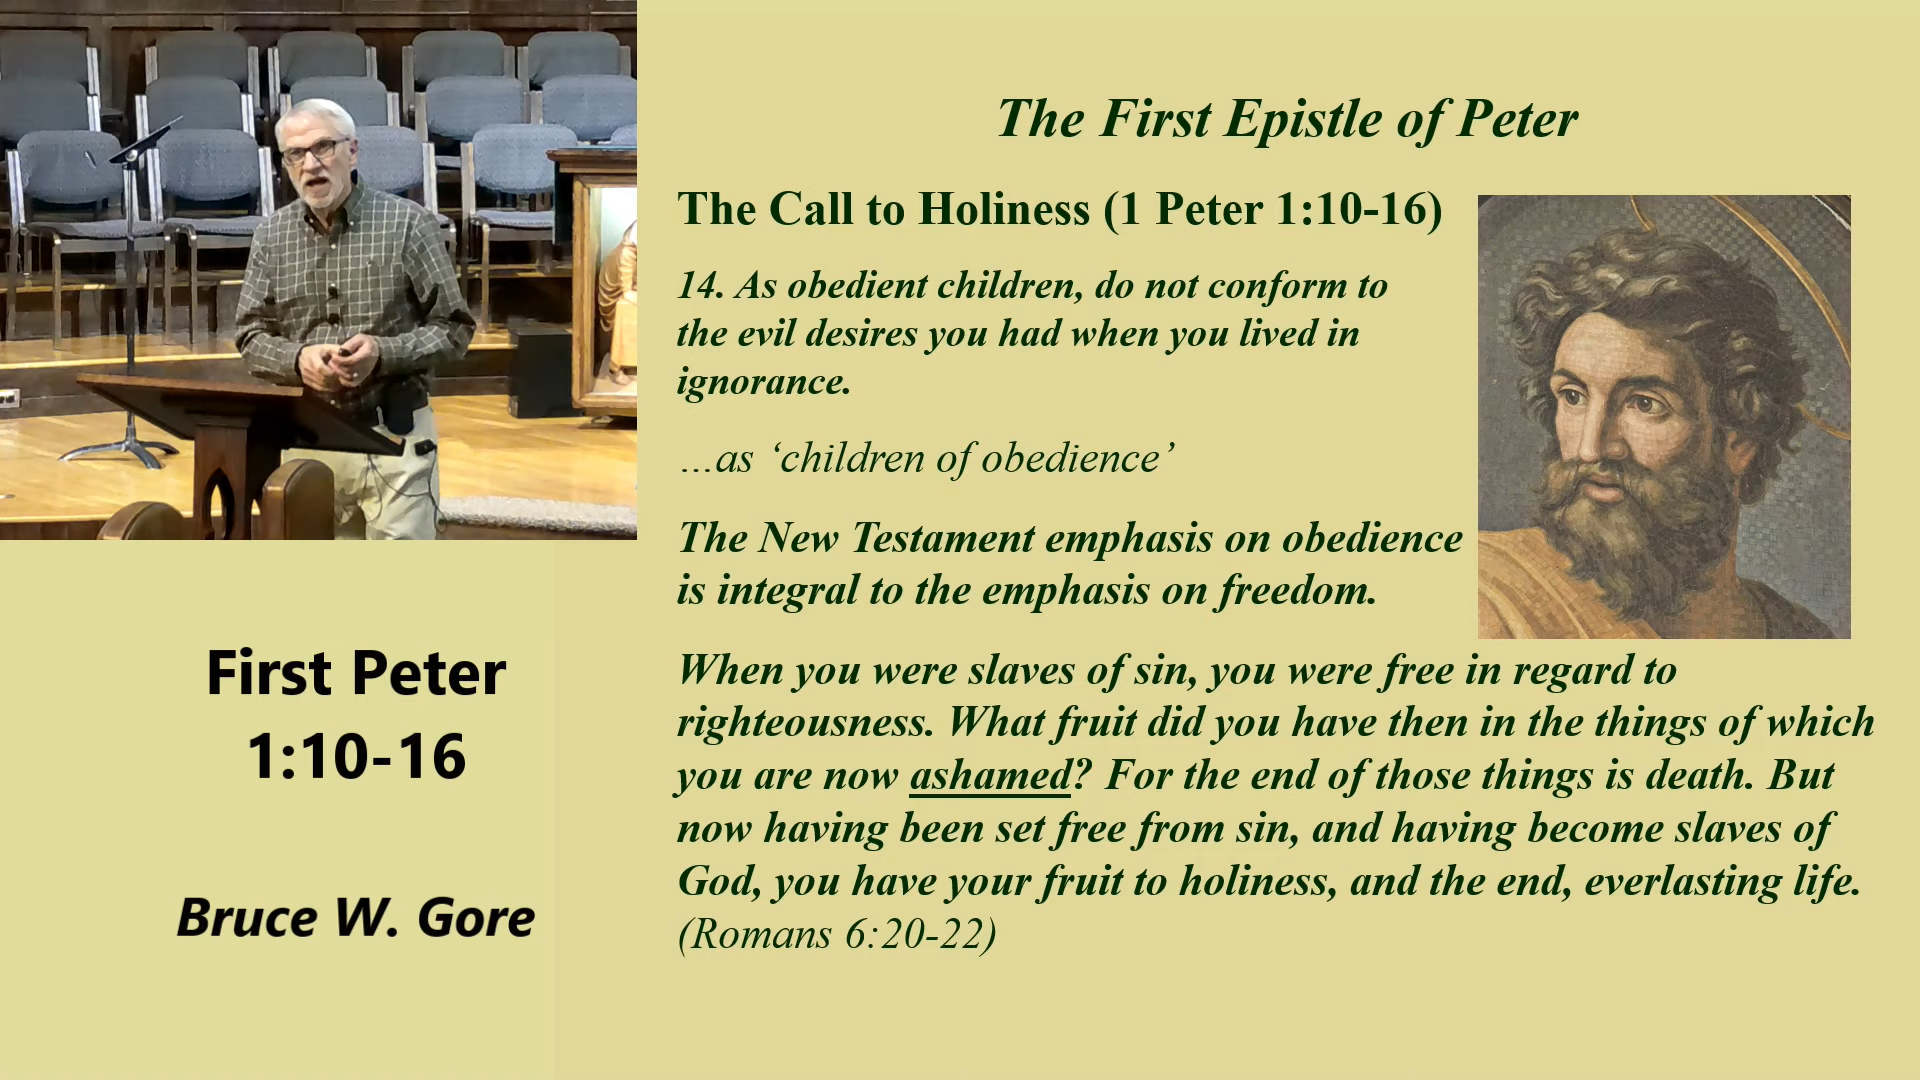 The First Epistle of Peter
The Call to Holiness (1 Peter 1:10-16)
14. As obedient children, do not conform to
the evil desires you had when you lived in
ignorance.
…as ‘children of obedience’
The New Testament emphasis on obedience
is integral to the emphasis on freedom.
When you were slaves of sin, you were free in regard to
righteousness. What fruit did you have then in the things of which
you are now ashamed? For the end of those things is death. But
now having been set free from sin, and having become slaves of
God, you have your fruit to holiness, and the end, everlasting life.
(Romans 6:20-22)
First Peter
1:10-16
Bruce W. Gore